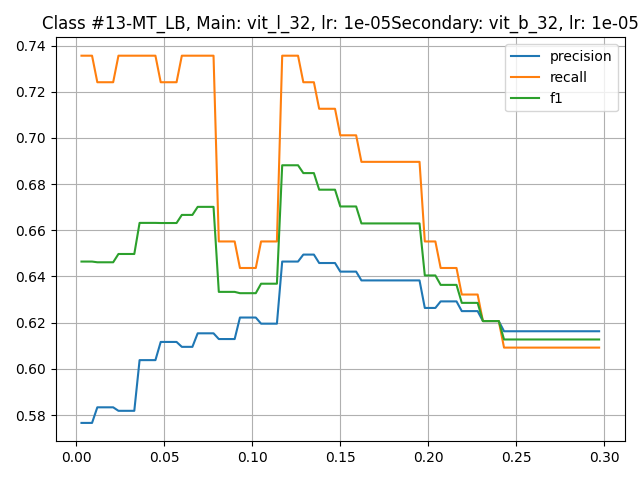 Class #13-MT_LB, Main: vit_l_32, lr: 1e-05Secondary: vit_b_32, lr: 1e-05
precision
recall
f1
0.74
0.72
0.70
0.68
0.66
0.64
0.62
0.60
0.58
0.00 0.05 0.10 0.15 0.20 0.25 0.30